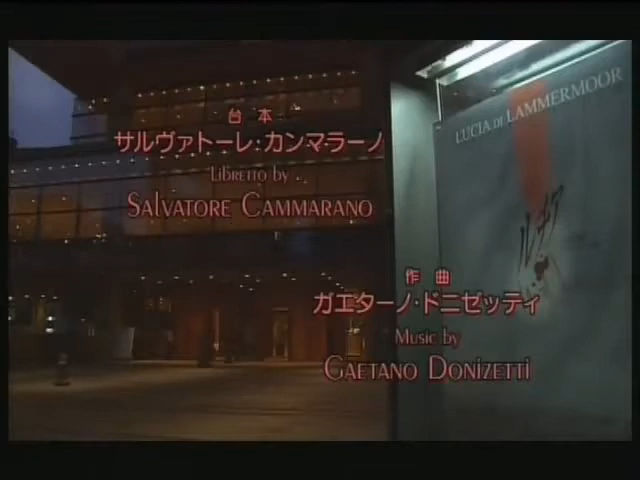 台本
サルヴァトーレ・カンマラーノ
Libretto by
Salvatore Cammarano
LUCIA DI LAMMERMOOR
ルチア
作曲
ガエターノ・ドニゼッティ
Music by
Gaetano Donizetti